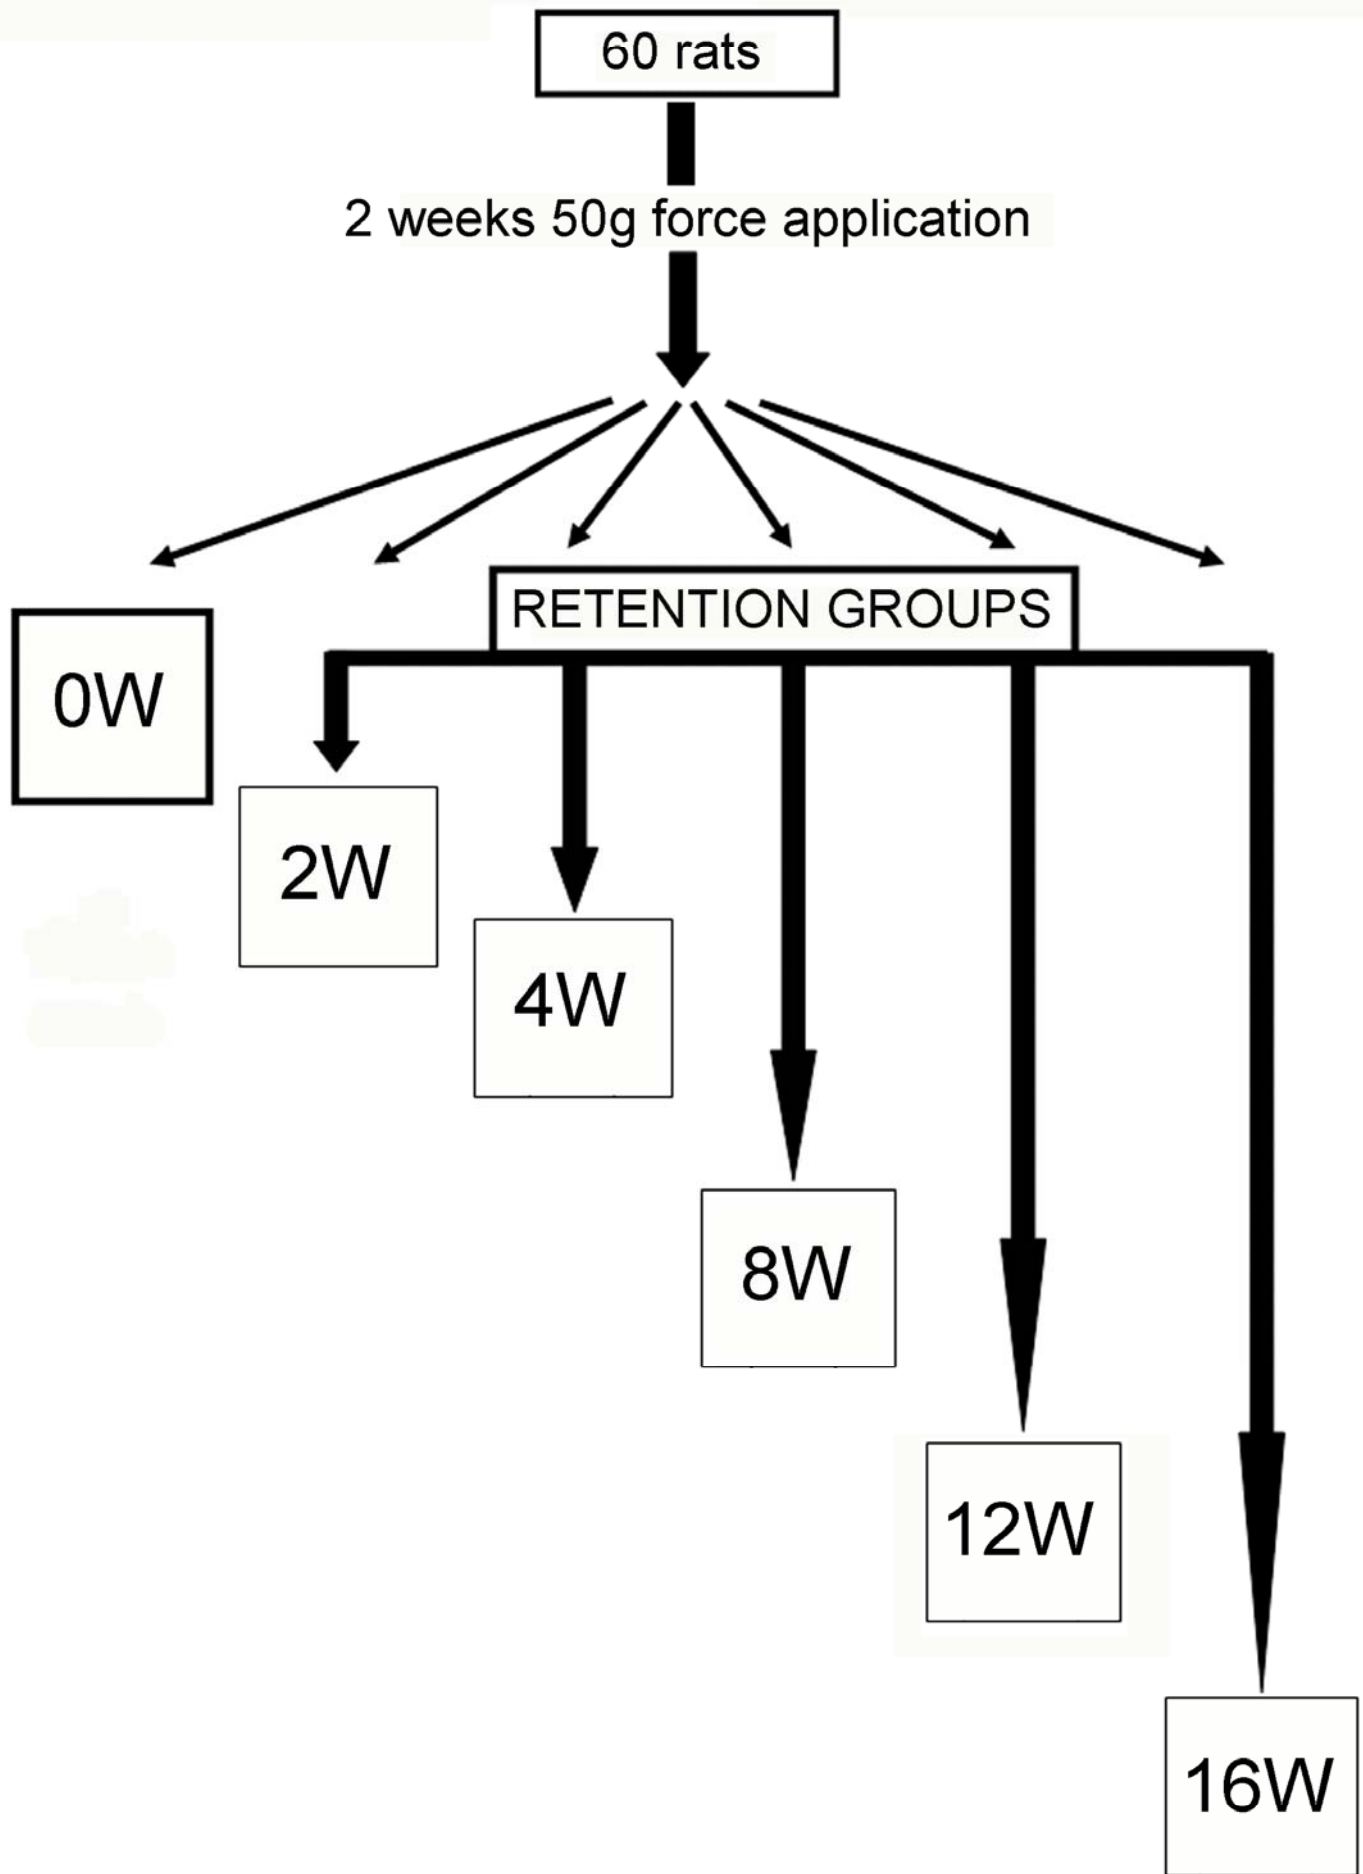 60 rats
2 weeks 50g force application
RETENTION GROUPS
0W
2W
4W
8W
12W
16W